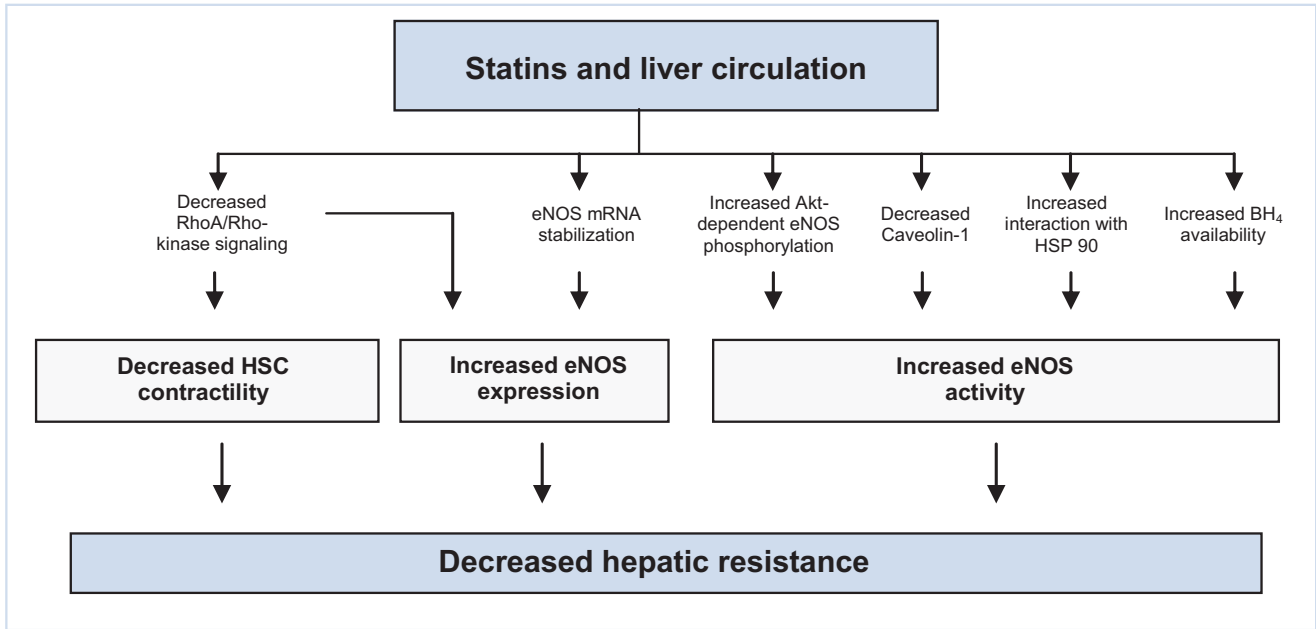 Statins and liver circulation
Decreased
RhoA/Rho-
kinase signaling
eNOS mRNA
stabilization
Increased Akt-
dependent eNOS
phosphorylation
Decreased
Caveolin-1
Increased
interaction with
HSP 90
Increased BH₄
availability
Decreased HSC
contractility
Increased eNOS
expression
Increased eNOS
activity
Decreased hepatic resistance